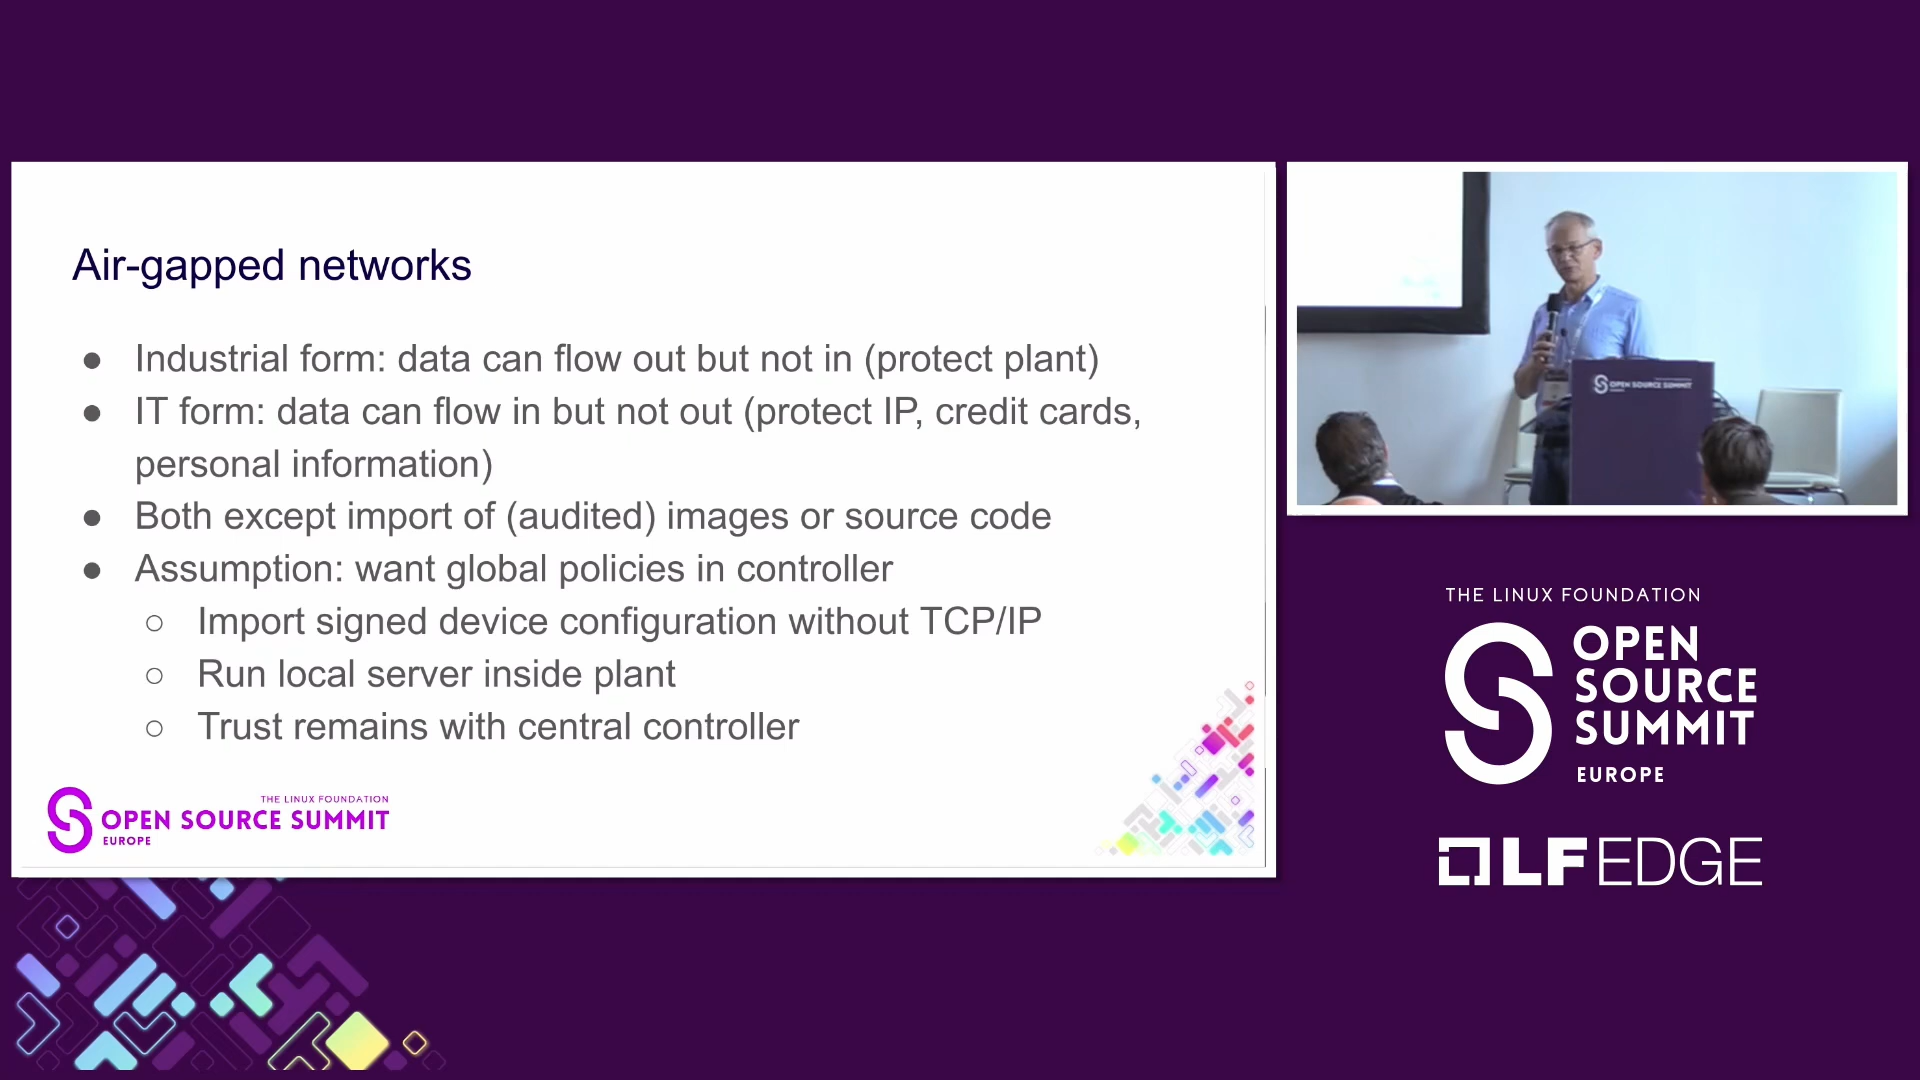 Air-gapped networks
● Industrial form: data can flow out but not in (protect plant)
● IT form: data can flow in but not out (protect IP, credit cards,
personal information)
● Both except import of (audited) images or source code
● Assumption: want global policies in controller
○ Import signed device configuration without TCP/IP
○ Run local server inside plant
○ Trust remains with central controller
THE LINUX FOUNDATION
OPEN SOURCE SUMMIT
EUROPE
OPEN SOURCE SUMMIT
THE LINUX FOUNDATION
OPEN
SOURCE
SUMMIT
EUROPE
LF EDGE